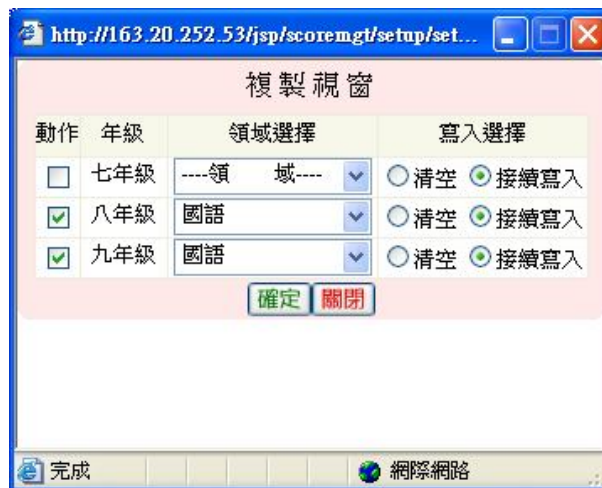 http://163.20.252.53/jsp/scoremgt/setup/set...
複製視窗
動作 年級 領域選擇 寫入選擇
七年級 ----領 域---- 清空 接續寫入
八年級 國語 清空 接續寫入
九年級 國語 清空 接續寫入
確定 關閉
完成 網際網路